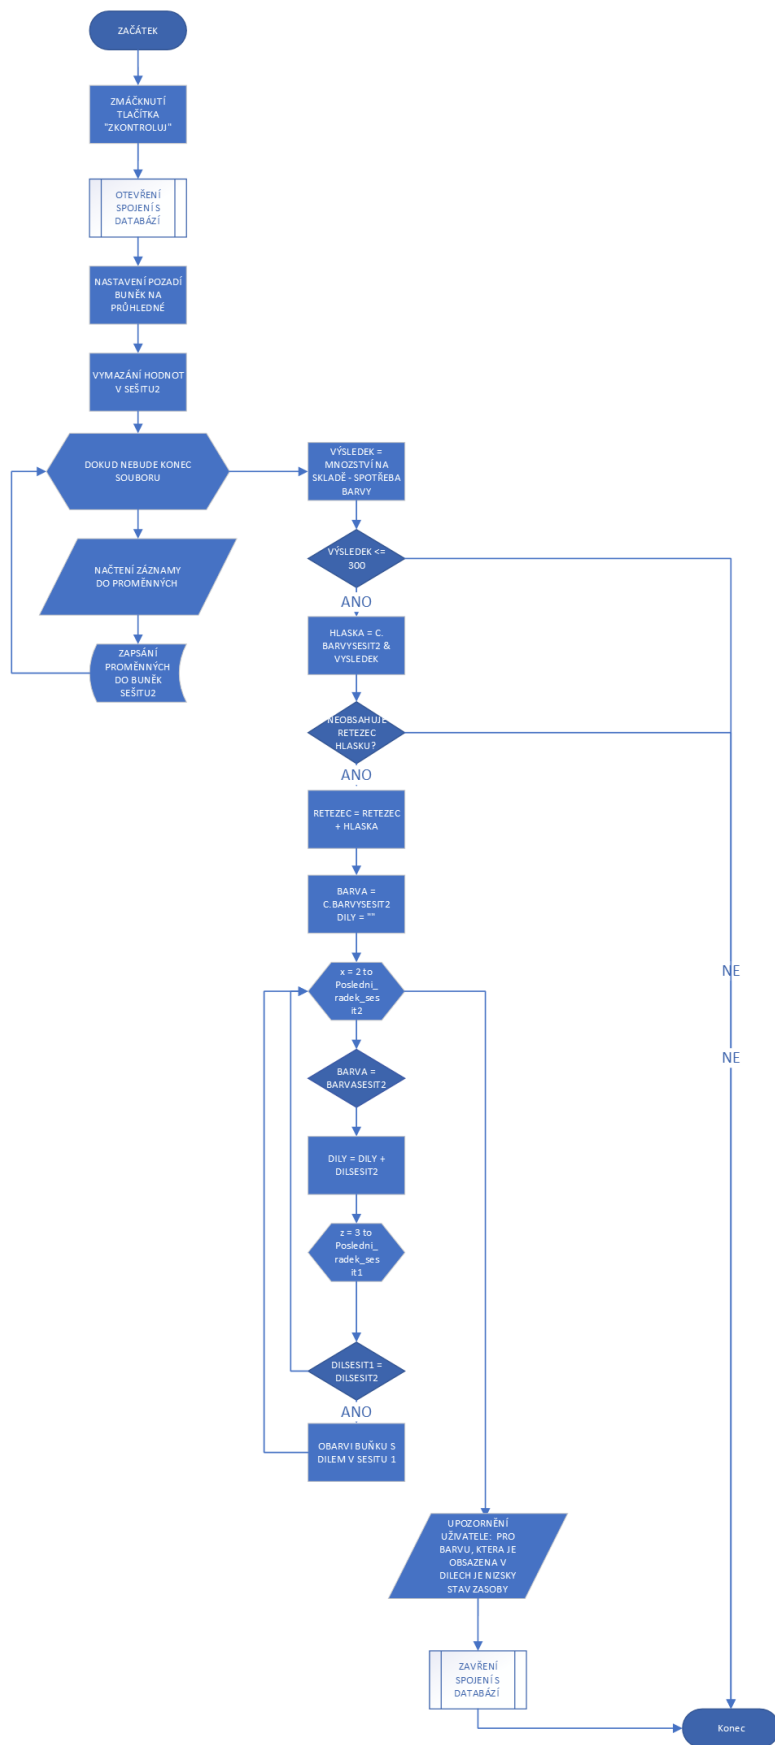 ZAČÁTEK
ZMÁČKNUTÍ
TLAČÍTKA
"ZKONTROLUJ"
OTEVŘENÍ
SPOJENÍ S
DATABÁZÍ
NASTAVENÍ POZADÍ
BUNĚK NA
PRŮHLEDNÉ
VYMAZÁNÍ HODNOT
V SEŠITU2
DOKUD NEBUDE KONEC
SOUBORU
NAČTENÍ ZÁZNAMY
DO PROMĚNNÝCH
ZAPSÁNÍ
PROMĚNNÝCH
DO BUNĚK
SEŠITU2
VÝSLEDEK =
MNOZSTVÍ NA
SKLADĚ - SPOTŘEBA
BARVY
VÝSLEDEK <=
300
ANO
HLASKA = C.
BARVYSESIT2 &
VYSLEDEK
NEOBSAHUJE
RETEZEC
HLASKU?
ANO
RETEZEC = RETEZEC
+ HLASKA
BARVA =
C.BARVYSESIT2
DILY = ""
x = 2 to
Posledni_
radek_ses
it2
BARVA =
BARVASESIT2
DILY = DILY +
DILSESIT2
z = 3 to
Posledni_
radek_ses
it1
DILSESIT1 =
DILSESIT2
ANO
OBARVI BUŇKU S
DILEM V SESITU 1
NE
NE
UPOZORNĚNÍ
UŽIVATELE: PRO
BARVU, KTERA JE
OBSAZENA V
DILECH JE NIZSKY
STAV ZASOBY
ZAVŘENÍ
SPOJENÍ S
DATABÁZÍ
Konec